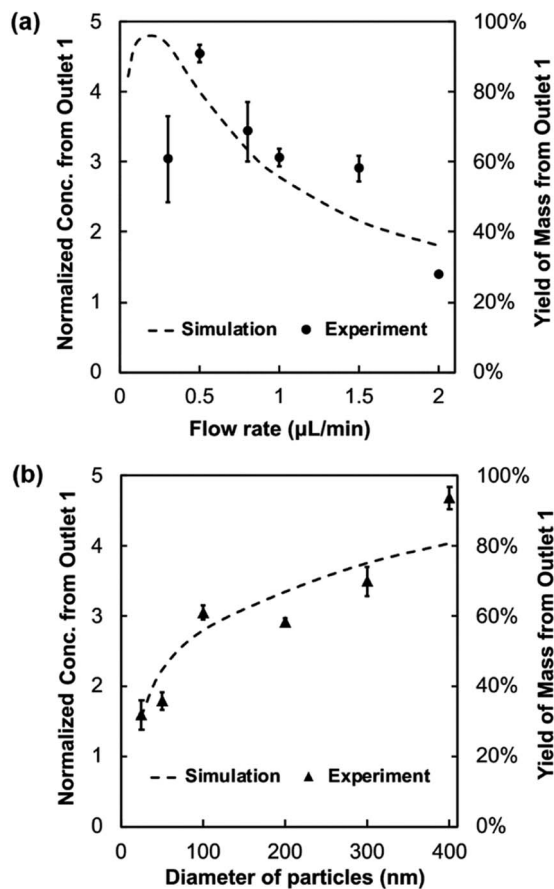 (a)
5
4
3
2
1
0
Normalized Conc. from Outlet 1
100%
80%
60%
40%
20%
0%
Yield of Mass from Outlet 1
Simulation Experiment
0 0.5 1 1.5 2
Flow rate (μL/min)
(b)
5
4
3
2
1
0
Normalized Conc. from Outlet 1
100%
80%
60%
40%
20%
0%
Yield of Mass from Outlet 1
Simulation Experiment
0 100 200 300 400
Diameter of particles (nm)